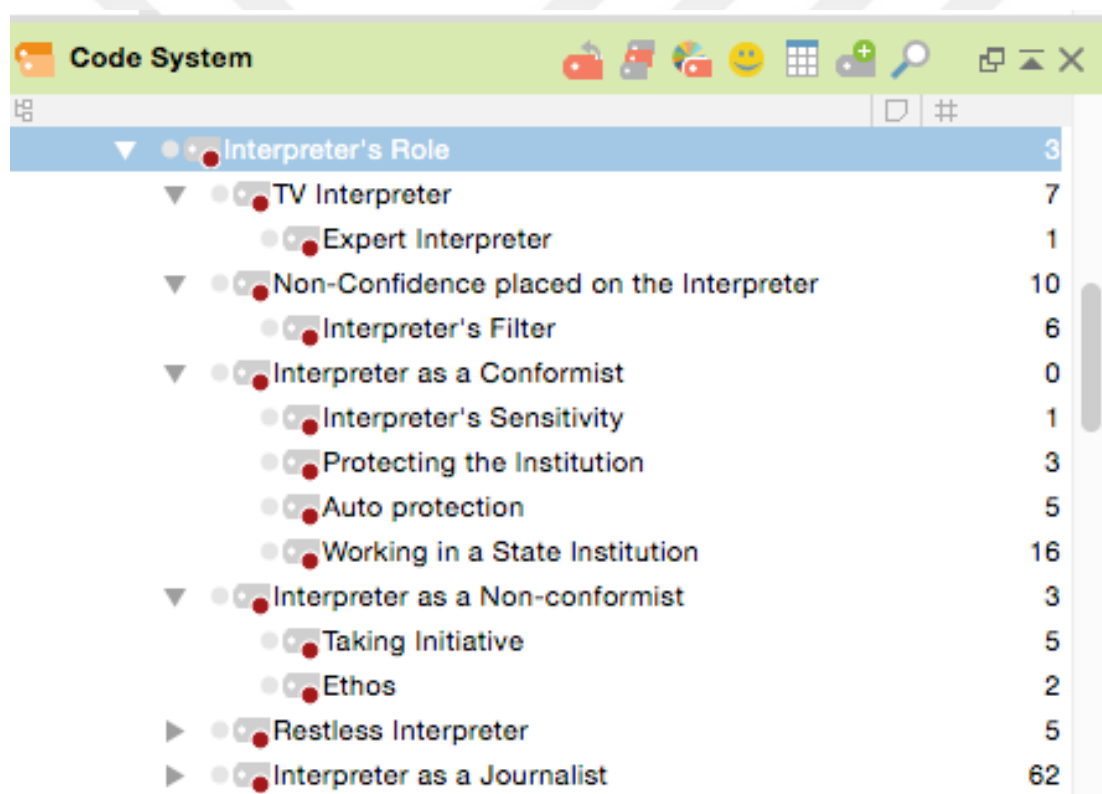 Code System
#
Interpreter's Role 3
TV Interpreter 7
Expert Interpreter 1
Non-Confidence placed on the Interpreter 10
Interpreter's Filter 6
Interpreter as a Conformist 0
Interpreter's Sensitivity 1
Protecting the Institution 3
Auto protection 5
Working in a State Institution 16
Interpreter as a Non-conformist 3
Taking Initiative 5
Ethos 2
Restless Interpreter 5
Interpreter as a Journalist 62